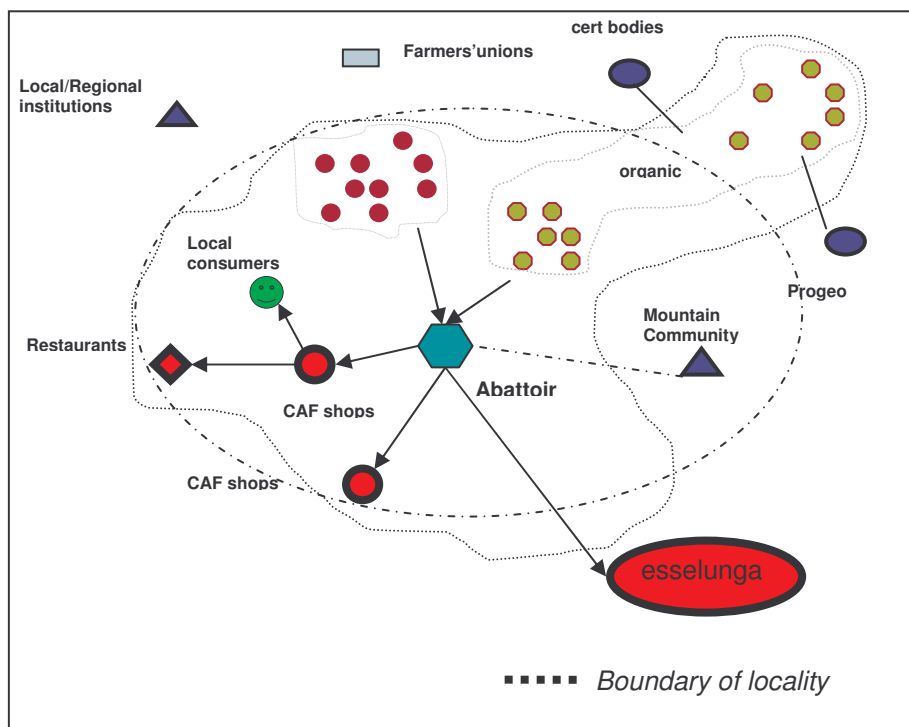 cert bodies
Farmers'unions
Local/Regional
institutions
organic
Local
consumers
Progeo
Mountain
Community
Restaurants
Abattoir
CAF shops
CAF shops
esselunga
Boundary of locality